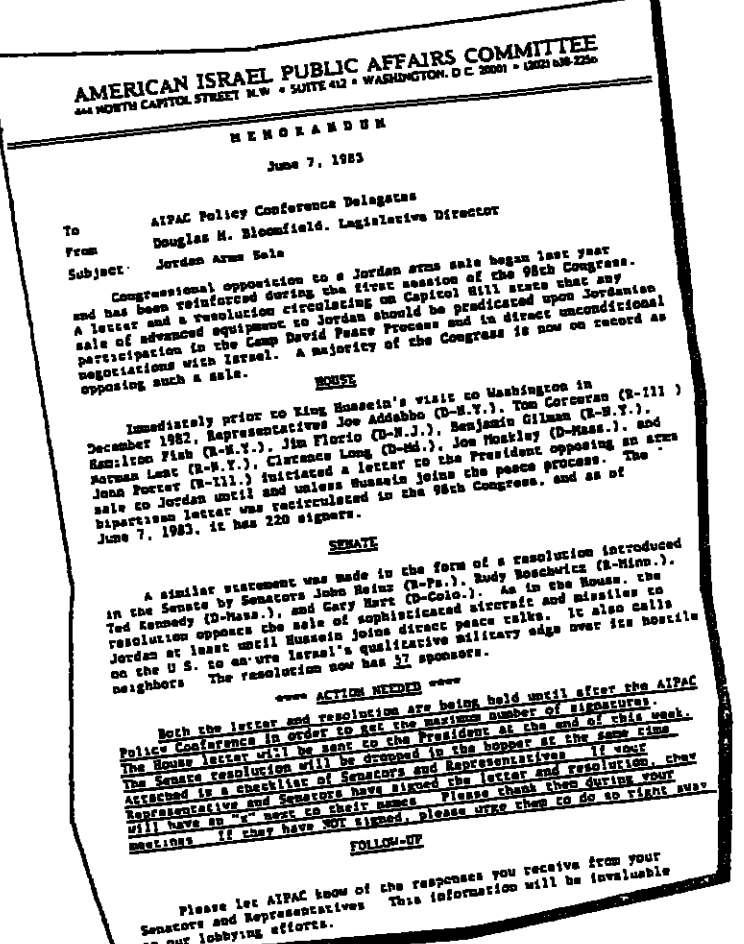 AMERICAN ISRAEL PUBLIC AFFAIRS COMMITTEE
444 NORTH CAPITOL STREET N.W. • SUITE 412 • WASHINGTON, D C 20001 • (202) 638-2256
MEMORANDUM
June 7, 1983
To AIPAC Policy Conference Delegates
From Douglas M. Bloomfield, Legislative Director
Subject: Jordan Arms Sale
Congressional opposition to a Jordan arms sale began last year
and has been reinforced during the first session of the 98th Congress.
A letter and a resolution circulating on Capitol Hill state that any
sale of advanced equipment to Jordan should be predicated upon Jordanian
participation in the Camp David Peace Process and in direct unconditional
negotiations with Israel. A majority of the Congress is now on record as
opposing such a sale.
HOUSE
Immediately prior to King Hussein's visit to Washington in
December 1982, Representatives Joe Addabbo (D-N.Y.), Tom Corcoran (R-Ill )
Hamilton Fish (R-N.Y.), Jim Florio (D-N.J.), Benjamin Gilman (R-N.Y.),
Norman Lent (R-N.Y.), Clarence Long (D-Md.), Joe Moakley (D-Mass.), and
John Porter (R-Ill.) initiated a letter to the President opposing an arms
sale to Jordan until and unless Hussein joins the peace process. The
bipartisan letter was recirculated in the 98th Congress, and as of
June 7, 1983, it has 220 signers.
SENATE
A similar statement was made in the form of a resolution introduced
in the Senate by Senators John Heinz (R-Pa.), Rudy Boschwitz (R-Minn.),
Ted Kennedy (D-Mass.), and Gary Hart (D-Colo.). As in the House, the
resolution opposes the sale of sophisticated aircraft and missiles to
Jordan at least until Hussein joins direct peace talks. It also calls
on the U S. to en ure Israel's qualitative military edge over its hostile
neighbors The resolution now has 57 sponsors.
**** ACTION NEEDED ****
Both the letter and resolution are being held until after the AIPAC
Policy Conference in order to get the maximum number of signatures.
The House letter will be sent to the President at the end of this week.
The Senate resolution will be dropped in the hopper at the same time
Attached is a checklist of Senators and Representatives If your
Representative and Senators have signed the letter and resolution, they
will have an "x" next to their names Please thank them during your
meetings If they have NOT signed, please urge them to do so right away
FOLLOW-UP
Please let AIPAC know of the responses you receive from your
Senators and Representatives This information will be invaluable
our lobbying efforts.